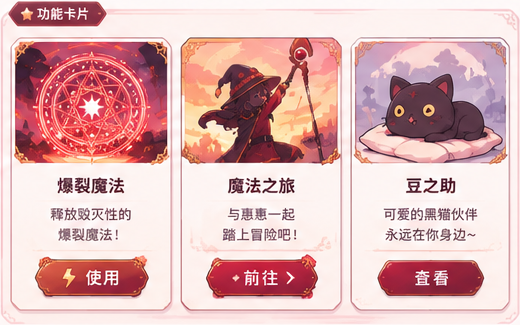 功能卡片
爆裂魔法
释放毁灭性的
爆裂魔法!
使用
魔法之旅
与惠惠一起
踏上冒险吧!
前往
豆之助
可爱的黑猫伙伴
永远在你身边~
查看